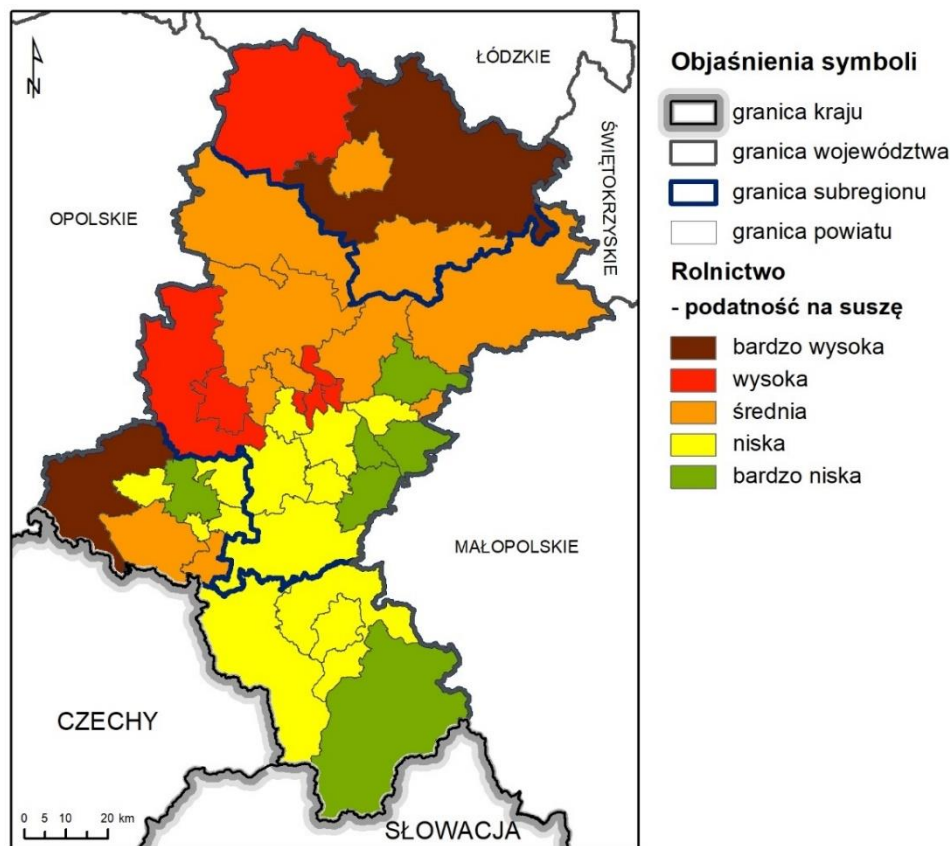 N
ŁÓDZKIE
ŚWIĘTOKRZYSKIE
OPOLSKIE
MAŁOPOLSKIE
CZECHY
SŁOWACJA
0 5 10 20 km
Objaśnienia symboli
granica kraju
granica województwa
granica subregionu
granica powiatu
Rolnictwo
- podatność na suszę
bardzo wysoka
wysoka
średnia
niska
bardzo niska